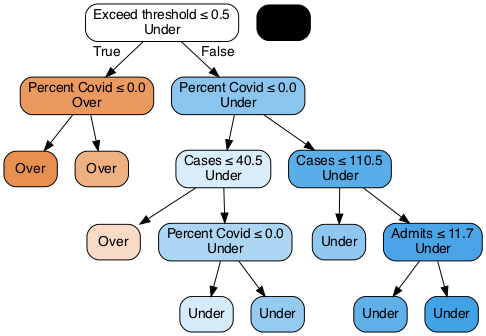 Exceed threshold ≤ 0.5
Under
True
False
Percent Covid ≤ 0.0
Over
Percent Covid ≤ 0.0
Under
Over
Over
Cases ≤ 40.5
Under
Cases ≤ 110.5
Under
Over
Percent Covid ≤ 0.0
Under
Under
Admits ≤ 11.7
Under
Under
Under
Under
Under